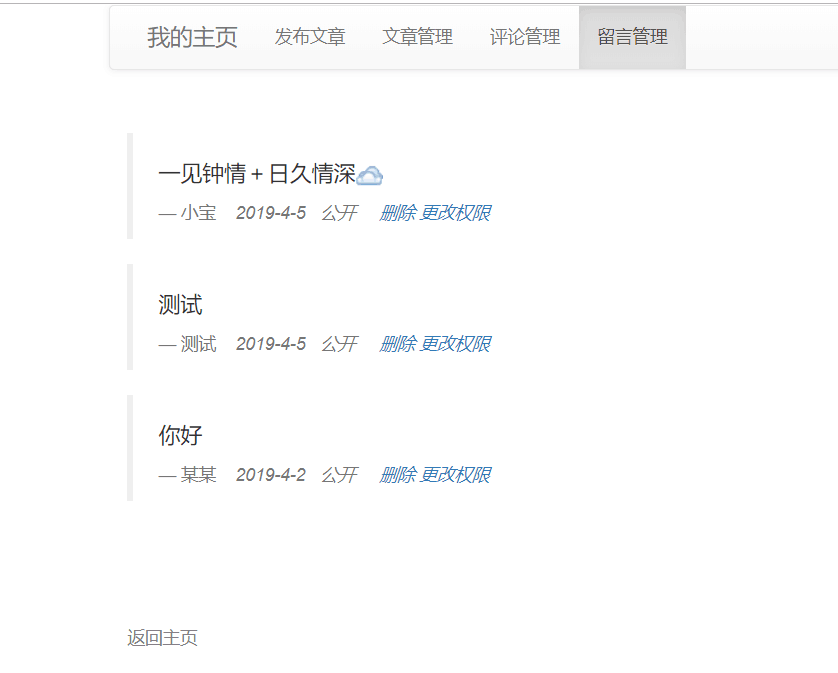 我的主页 发布文章 文章管理 评论管理 留言管理
一见钟情 + 日久情深☁
— 小宝 2019-4-5 公开 删除 更改权限
测试
— 测试 2019-4-5 公开 删除 更改权限
你好
— 某某 2019-4-2 公开 删除 更改权限
返回主页